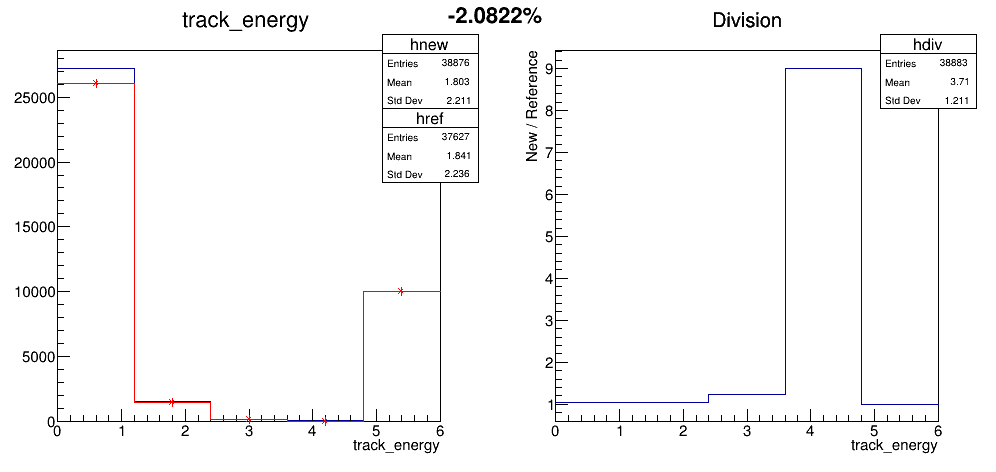 -2.0822%
track_energy
hnew
Entries 38876
Mean 1.803
Std Dev 2.211
href
Entries 37627
Mean 1.841
Std Dev 2.236
25000
20000
15000
10000
5000
0
0 1 2 3 4 5 6
track_energy
Division
hdiv
Entries 38883
Mean 3.71
Std Dev 1.211
New / Reference
9
8
7
6
5
4
3
2
1
0 1 2 3 4 5 6
track_energy